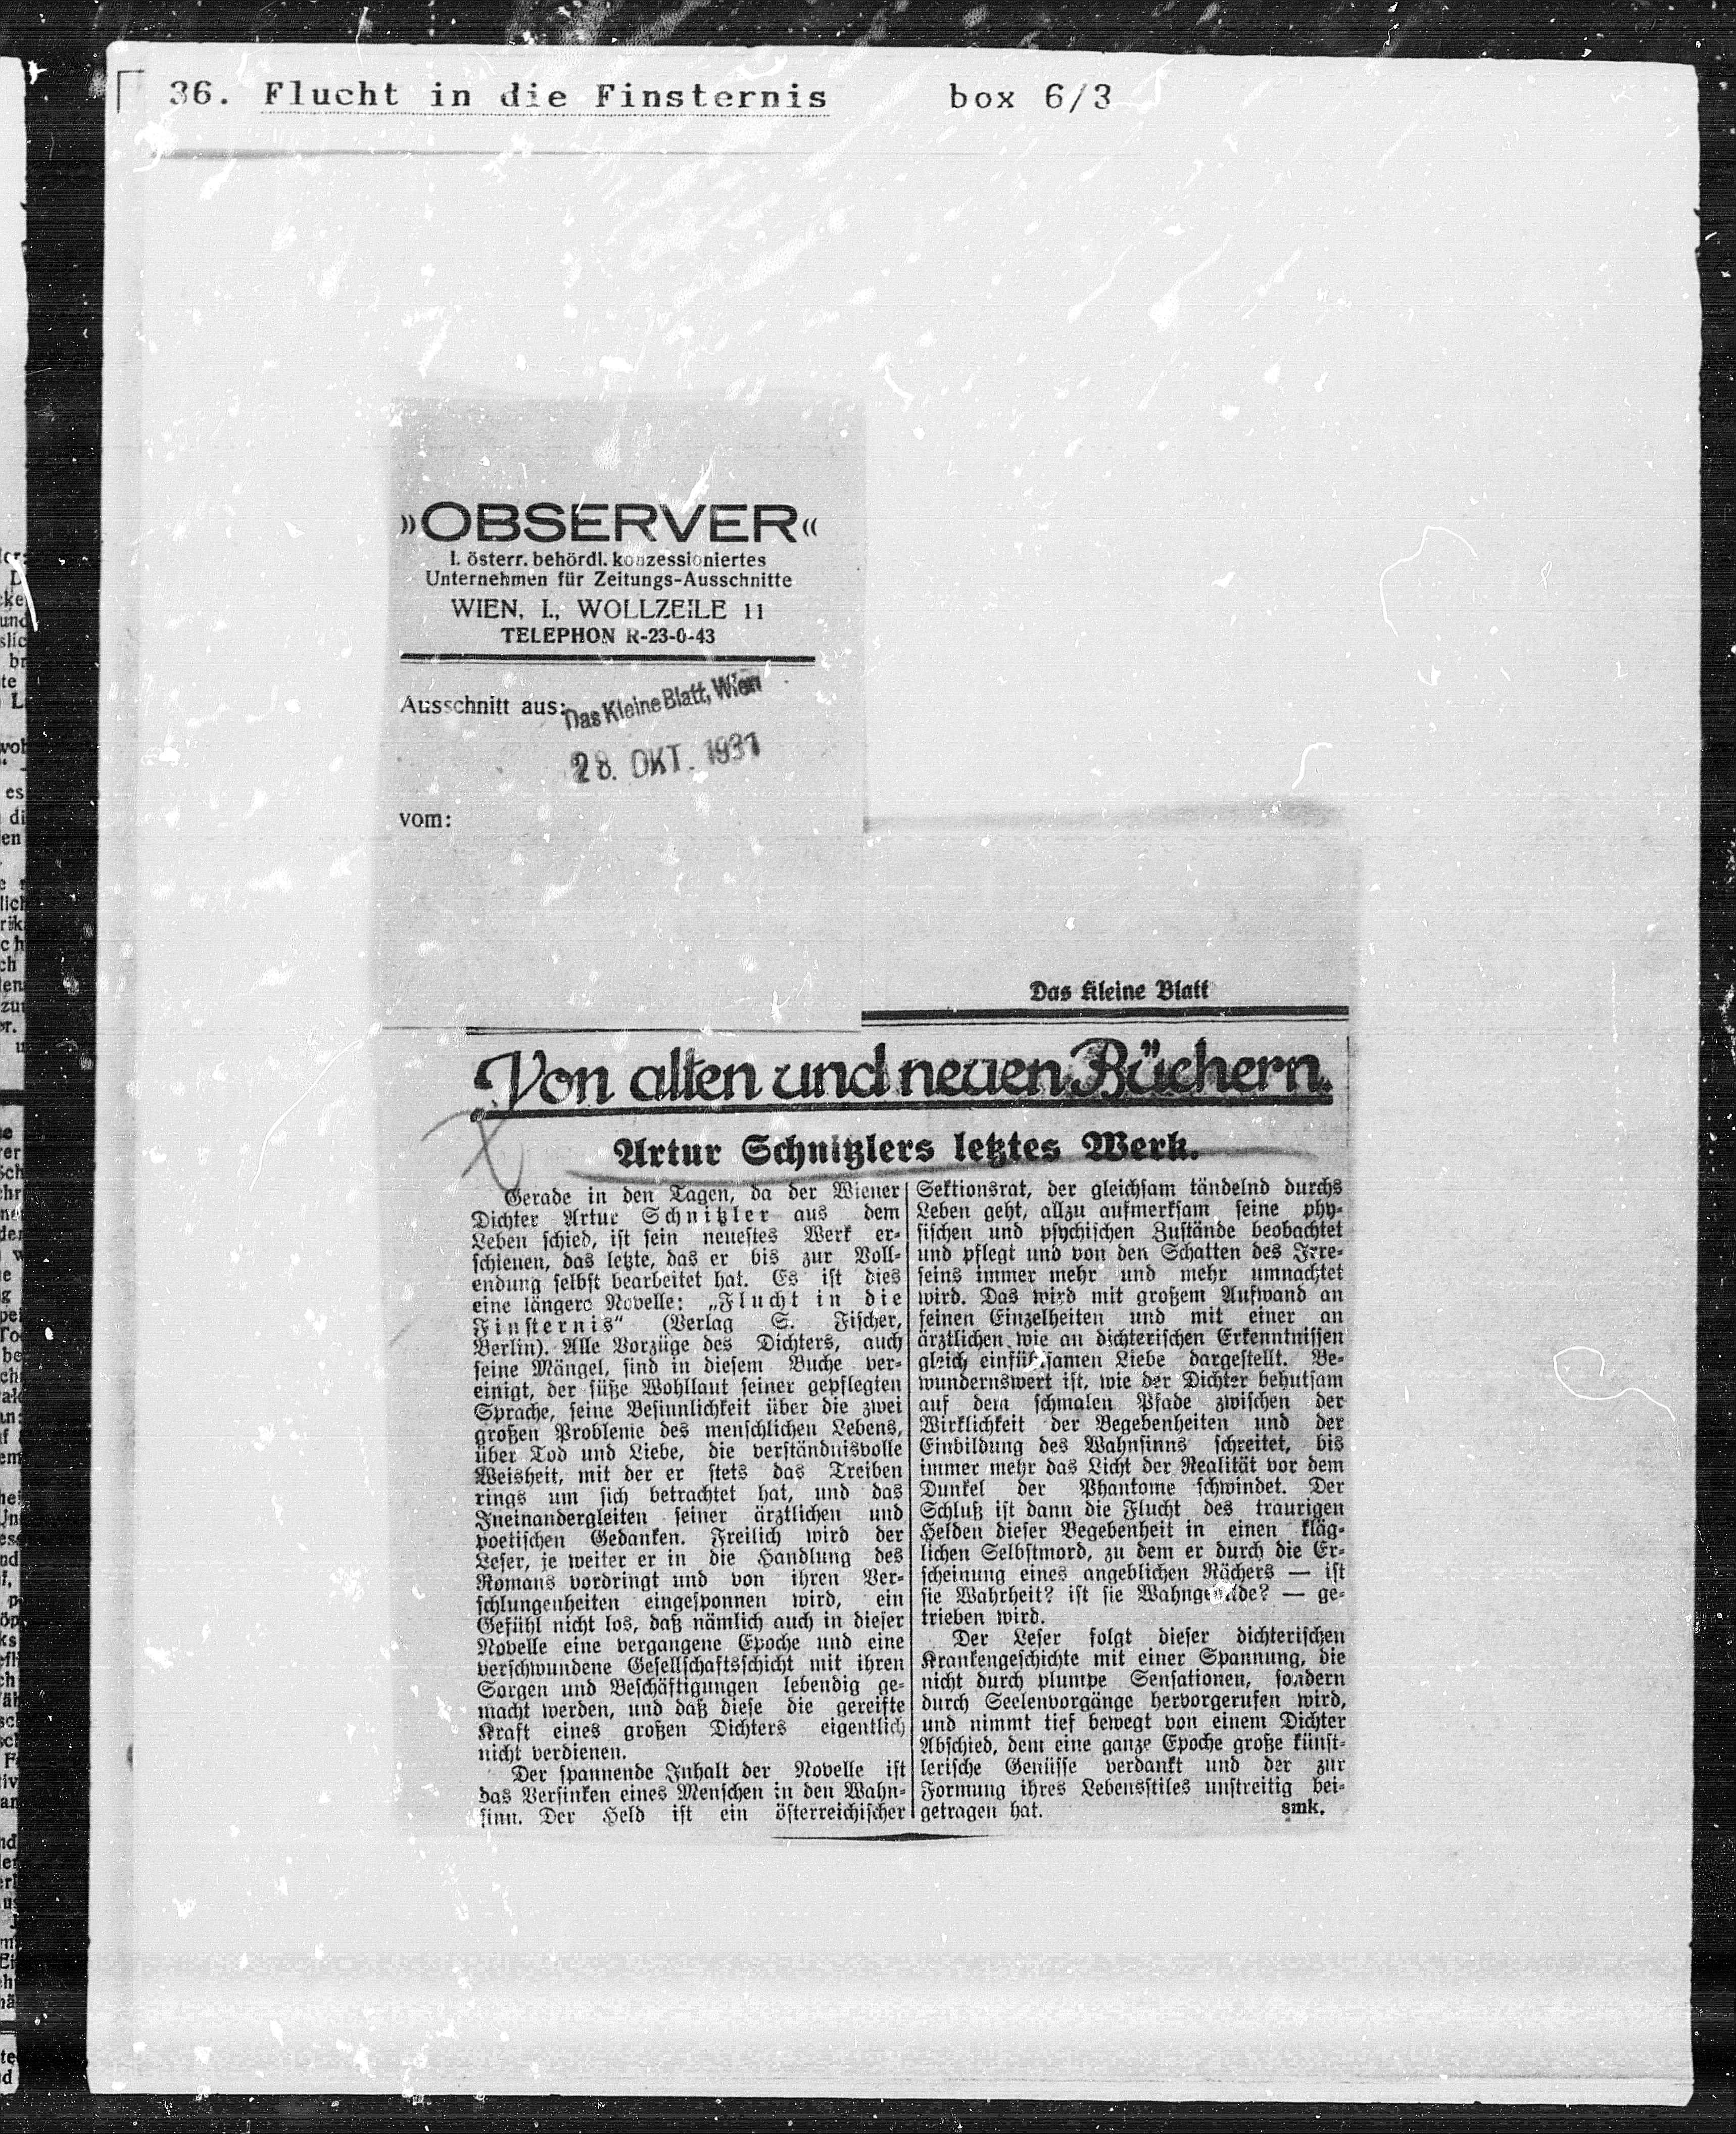 36. Flucht in die Finsternis box 6/3
»OBSERVER«
I. österr. behördl. konzessioniertes
Unternehmen für Zeitungs-Ausschnitte
WIEN, I., WOLLZEILE 11
TELEPHON R-23-0-43
Ausschnitt aus: Das Kleine Blatt, Wien
28. OKT. 1931
vom:
Das Kleine Blatt
Von alten und neuen Büchern.
Artur Schnitzlers letztes Werk.
Gerade in den Tagen, da der Wiener
Dichter Artur Schnitzler aus dem
Leben schied, ist sein neuestes Werk er-
schienen, das letzte, das er bis zur Voll-
endung selbst bearbeitet hat. Es ist dies
eine längere Novelle: „Flucht in die
Finsternis“ (Verlag S. Fischer,
Berlin). Alle Vorzüge des Dichters, auch
seine Mängel, sind in diesem Buche ver-
einigt, der süße Wohllaut seiner gepflegten
Sprache, seine Besinnlichkeit über die zwei
großen Probleme des menschlichen Lebens,
über Tod und Liebe, die verständnisvolle
Weisheit, mit der er stets das Treiben
rings um sich betrachtet hat, und das
Ineinandergleiten seiner ärztlichen und
poetischen Gedanken. Freilich wird der
Leser, je weiter er in die Handlung des
Romans vordringt und von ihren Ver-
schlungenheiten eingesponnen wird, ein
Gefühl nicht los, daß nämlich auch in dieser
Novelle eine vergangene Epoche und eine
verschwundene Gesellschaftsschicht mit ihren
Sorgen und Beschäftigungen lebendig ge-
macht werden, und daß diese die gereifte
Kraft eines großen Dichters eigentlich
nicht verdienen.
Der spannende Inhalt der Novelle ist
das Versinken eines Menschen in den Wahn-
sinn. Der Held ist ein österreichischer
Sektionsrat, der gleichsam tändelnd durchs
Leben geht, allzu aufmerksam seine phy-
sischen und psychischen Zustände beobachtet
und pflegt und von den Schatten des Irre-
seins immer mehr und mehr umnachtet
wird. Das wird mit großem Aufwand an
feinen Einzelheiten und mit einer an
ärztlichen wie an dichterischen Erkenntnissen
gleich einfühlsamen Liebe dargestellt. Be-
wundernswert ist, wie der Dichter behutsam
auf dem schmalen Pfade zwischen der
Wirklichkeit der Begebenheiten und der
Einbildung des Wahnsinns schreitet, bis
immer mehr das Licht der Realität vor dem
Dunkel der Phantome schwindet. Der
Schluß ist dann die Flucht des traurigen
Helden dieser Begebenheit in einen kläg-
lichen Selbstmord, zu dem er durch die Er-
scheinung eines angeblichen Rächers — ist
sie Wahrheit? ist sie Wahngebilde? — ge-
trieben wird.
Der Leser folgt dieser dichterischen
Krankengeschichte mit einer Spannung, die
nicht durch plumpe Sensationen, sondern
durch Seelenvorgänge hervorgerufen wird,
und nimmt tief bewegt von einem Dichter
Abschied, dem eine ganze Epoche große künst-
lerische Genüsse verdankt und der zur
Formung ihres Lebensstiles unstreitig bei-
getragen hat. smk.